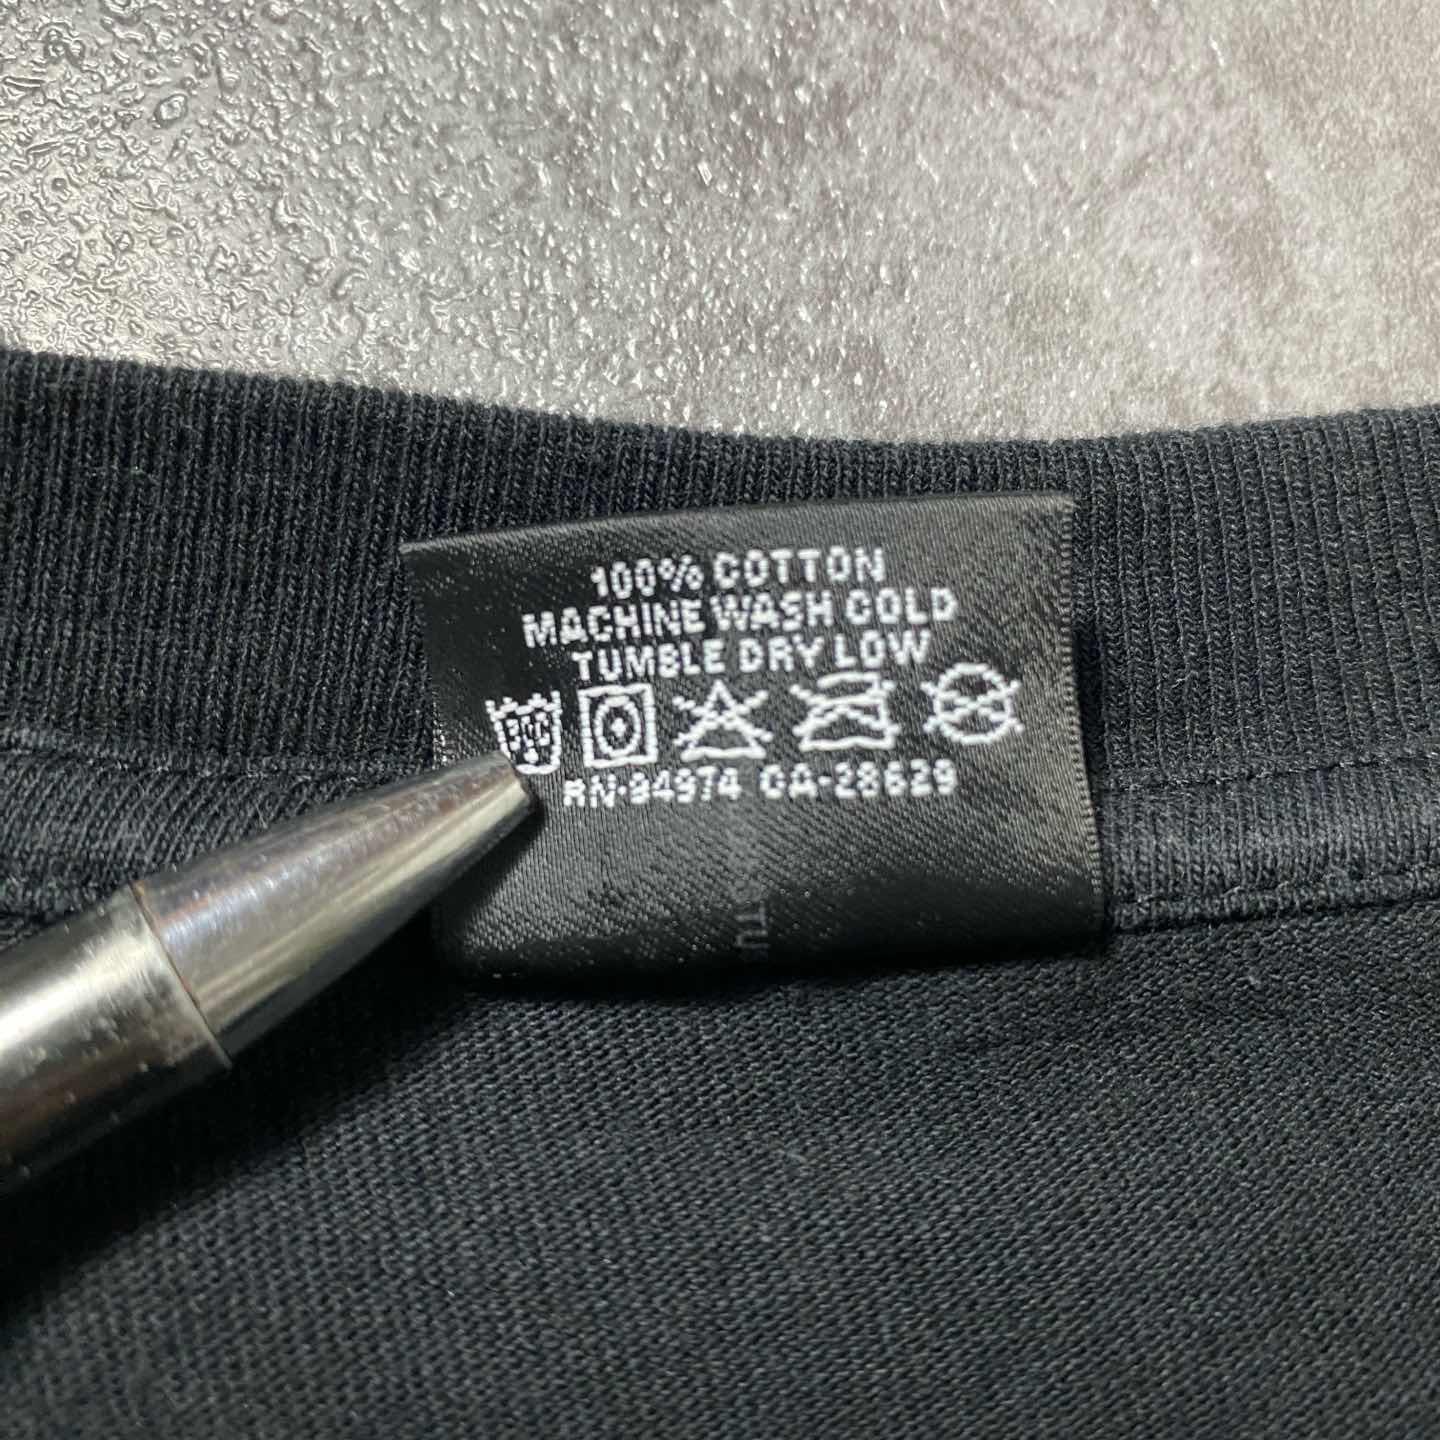 100% COTTON
MACHINE WASH COLD
TUMBLE DRY LOW
RN-94974 CA-28629